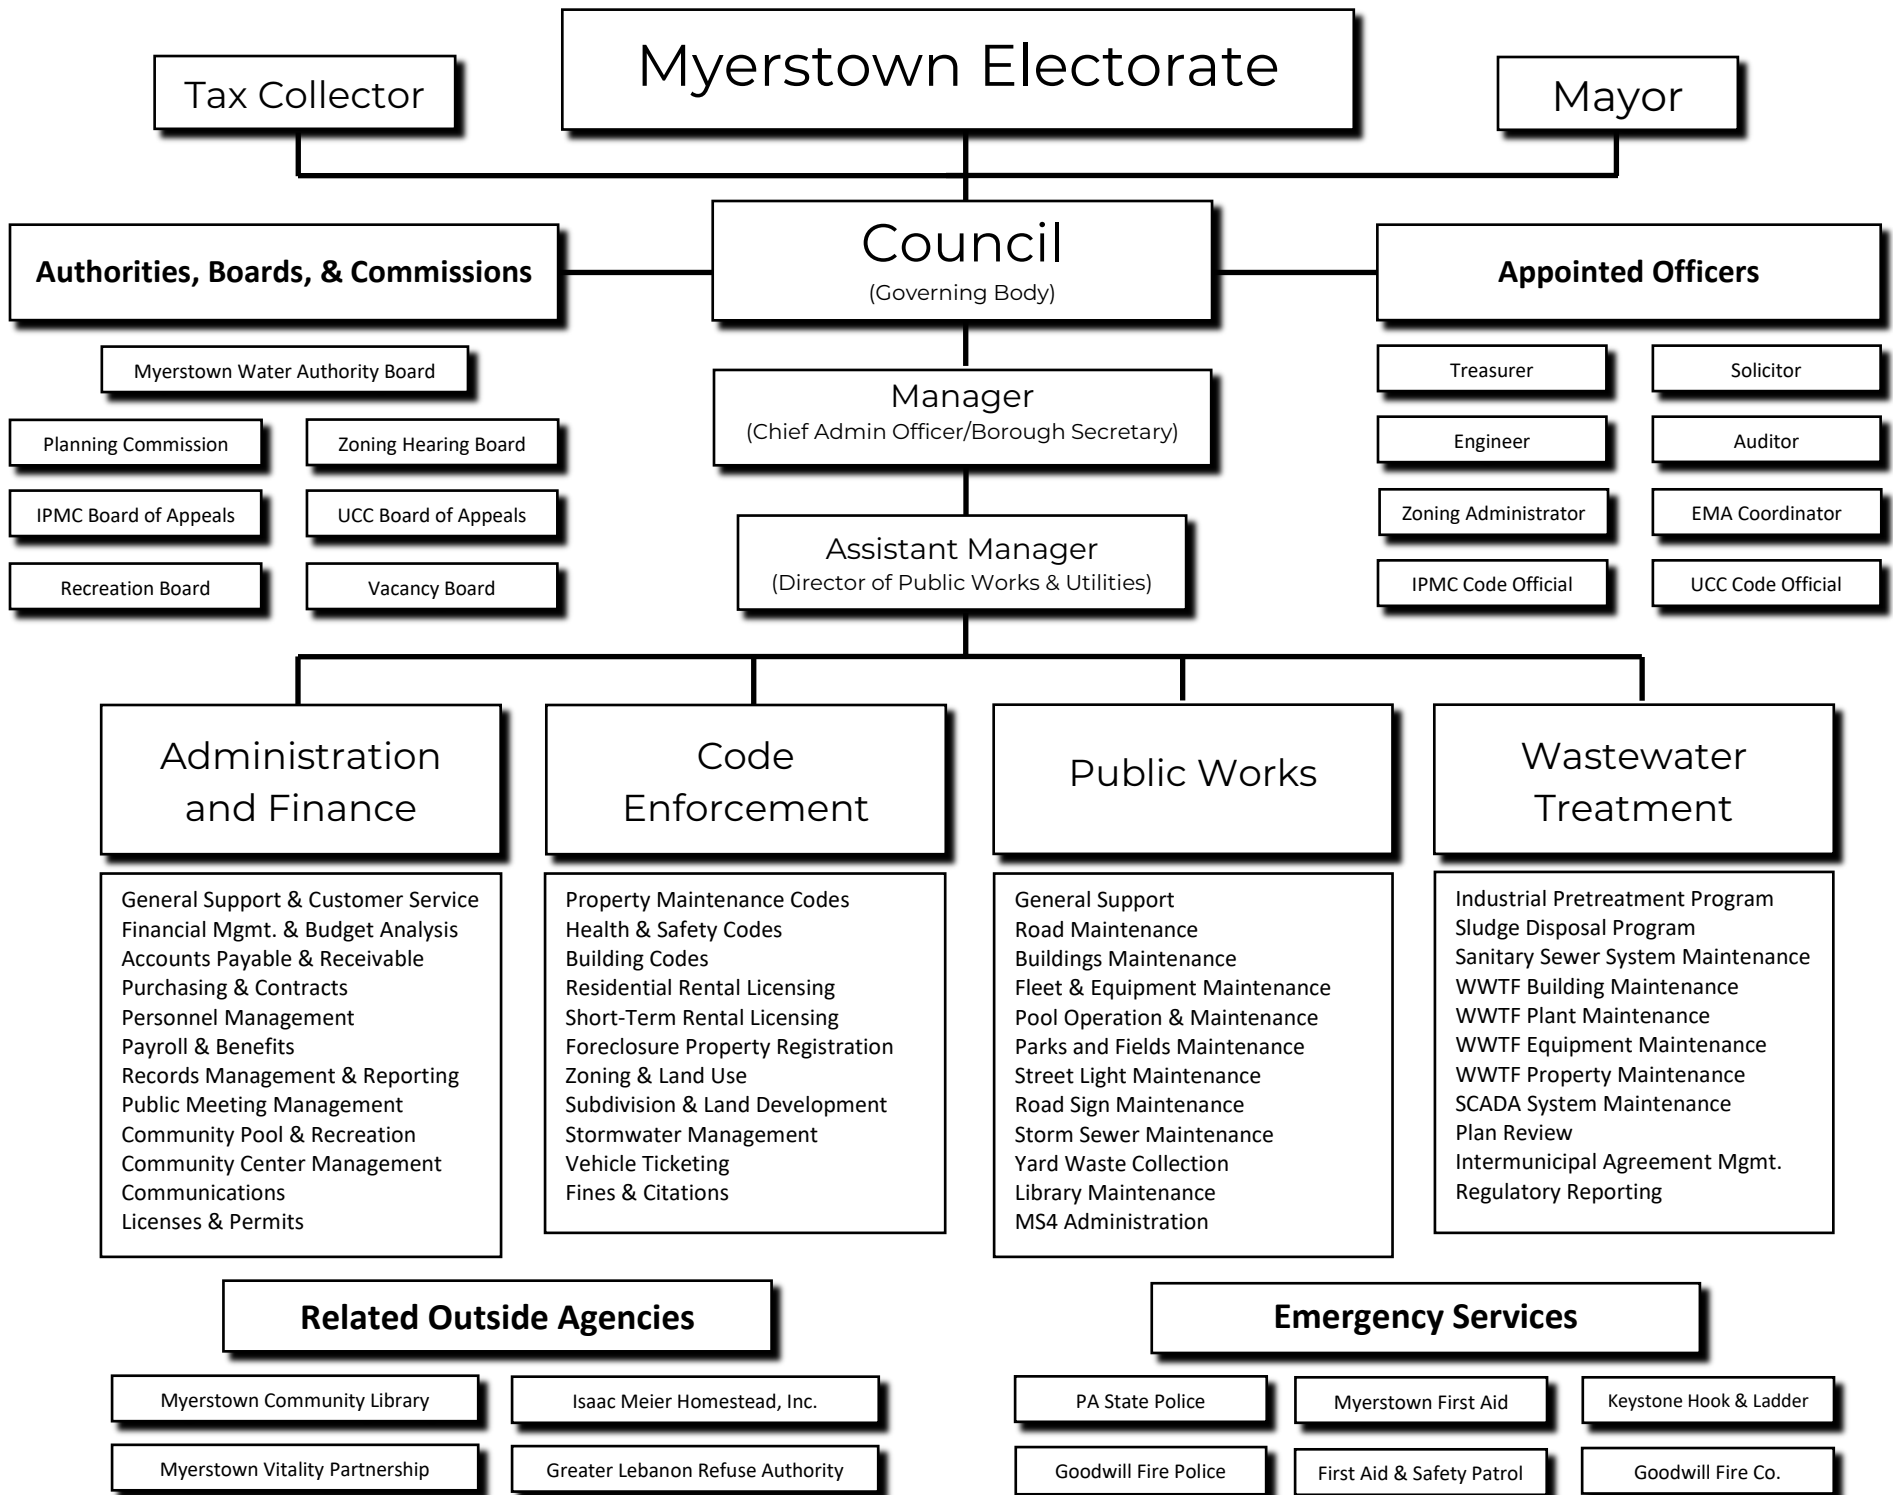 Myerstown Electorate
Tax Collector
Mayor
Council
(Governing Body)
Authorities, Boards, & Commissions
Appointed Officers
Myerstown Water Authority Board
Planning Commission
Zoning Hearing Board
IPMC Board of Appeals
UCC Board of Appeals
Recreation Board
Vacancy Board
Manager
(Chief Admin Officer/Borough Secretary)
Assistant Manager
(Director of Public Works & Utilities)
Treasurer
Solicitor
Engineer
Auditor
Zoning Administrator
EMA Coordinator
IPMC Code Official
UCC Code Official
Administration
and Finance
General Support & Customer Service
Financial Mgmt. & Budget Analysis
Accounts Payable & Receivable
Purchasing & Contracts
Personnel Management
Payroll & Benefits
Records Management & Reporting
Public Meeting Management
Community Pool & Recreation
Community Center Management
Communications
Licenses & Permits
Code
Enforcement
Property Maintenance Codes
Health & Safety Codes
Building Codes
Residential Rental Licensing
Short-Term Rental Licensing
Foreclosure Property Registration
Zoning & Land Use
Subdivision & Land Development
Stormwater Management
Vehicle Ticketing
Fines & Citations
Public Works
General Support
Road Maintenance
Buildings Maintenance
Fleet & Equipment Maintenance
Pool Operation & Maintenance
Parks and Fields Maintenance
Street Light Maintenance
Road Sign Maintenance
Storm Sewer Maintenance
Yard Waste Collection
Library Maintenance
MS4 Administration
Wastewater
Treatment
Industrial Pretreatment Program
Sludge Disposal Program
Sanitary Sewer System Maintenance
WWTF Building Maintenance
WWTF Plant Maintenance
WWTF Equipment Maintenance
WWTF Property Maintenance
SCADA System Maintenance
Plan Review
Intermunicipal Agreement Mgmt.
Regulatory Reporting
Related Outside Agencies
Myerstown Community Library
Isaac Meier Homestead, Inc.
Myerstown Vitality Partnership
Greater Lebanon Refuse Authority
Emergency Services
PA State Police
Myerstown First Aid
Keystone Hook & Ladder
Goodwill Fire Police
First Aid & Safety Patrol
Goodwill Fire Co.